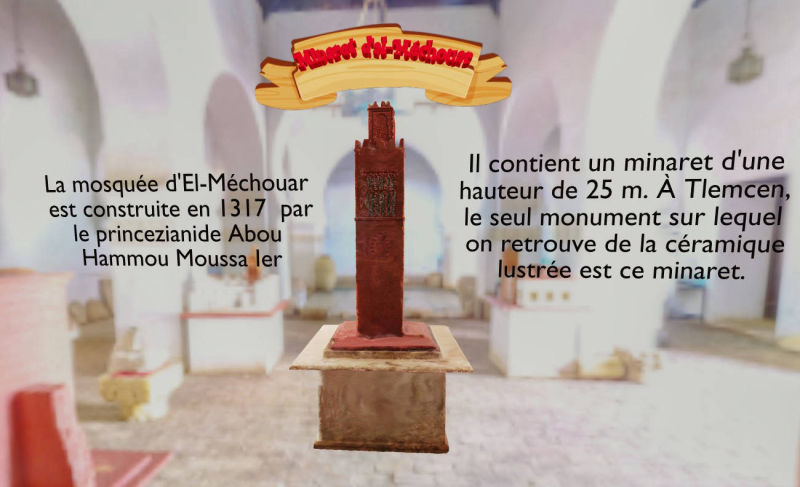 Minaret d'el-Méchouar
La mosquée d'El-Méchouar
est construite en 1317 par
le princezianide Abou
Hammou Moussa Ier
Il contient un minaret d'une
hauteur de 25 m. À Tlemcen,
le seul monument sur lequel
on retrouve de la céramique
lustrée est ce minaret.